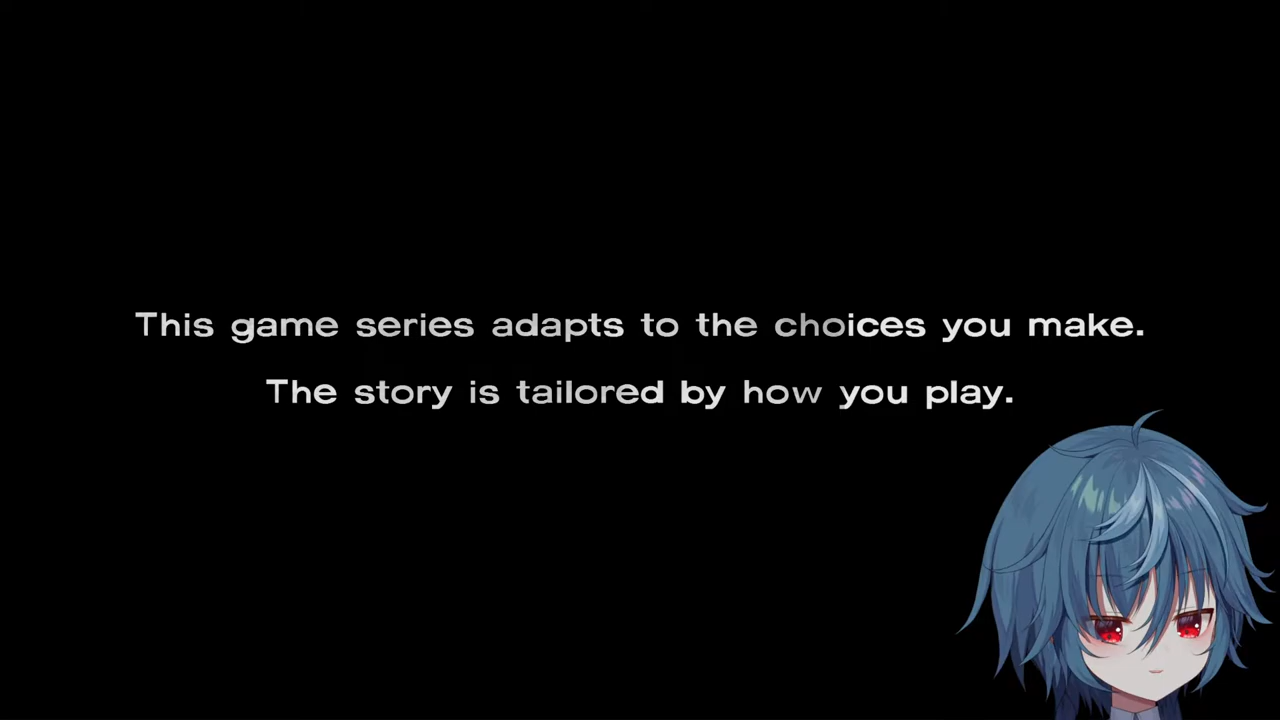 This game series adapts to the choices you make.
The story is tailored by how you play.